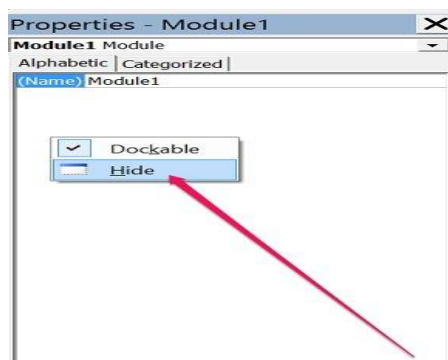 Properties - Module1
Module1 Module
Alphabetic Categorized
(Name) Module1
Dockable
Hide